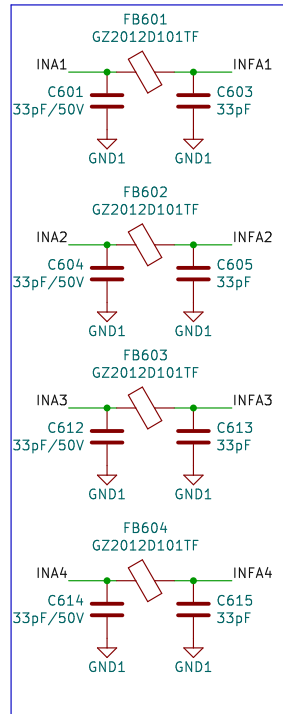 FB601
GZ2012D101TF
INA1
INFA1
C601
33pF/50V
C603
33pF
GND1
GND1
FB602
GZ2012D101TF
INA2
INFA2
C604
33pF/50V
C605
33pF
GND1
GND1
FB603
GZ2012D101TF
INA3
INFA3
C612
33pF/50V
C613
33pF
GND1
GND1
FB604
GZ2012D101TF
INA4
INFA4
C614
33pF/50V
C615
33pF
GND1
GND1